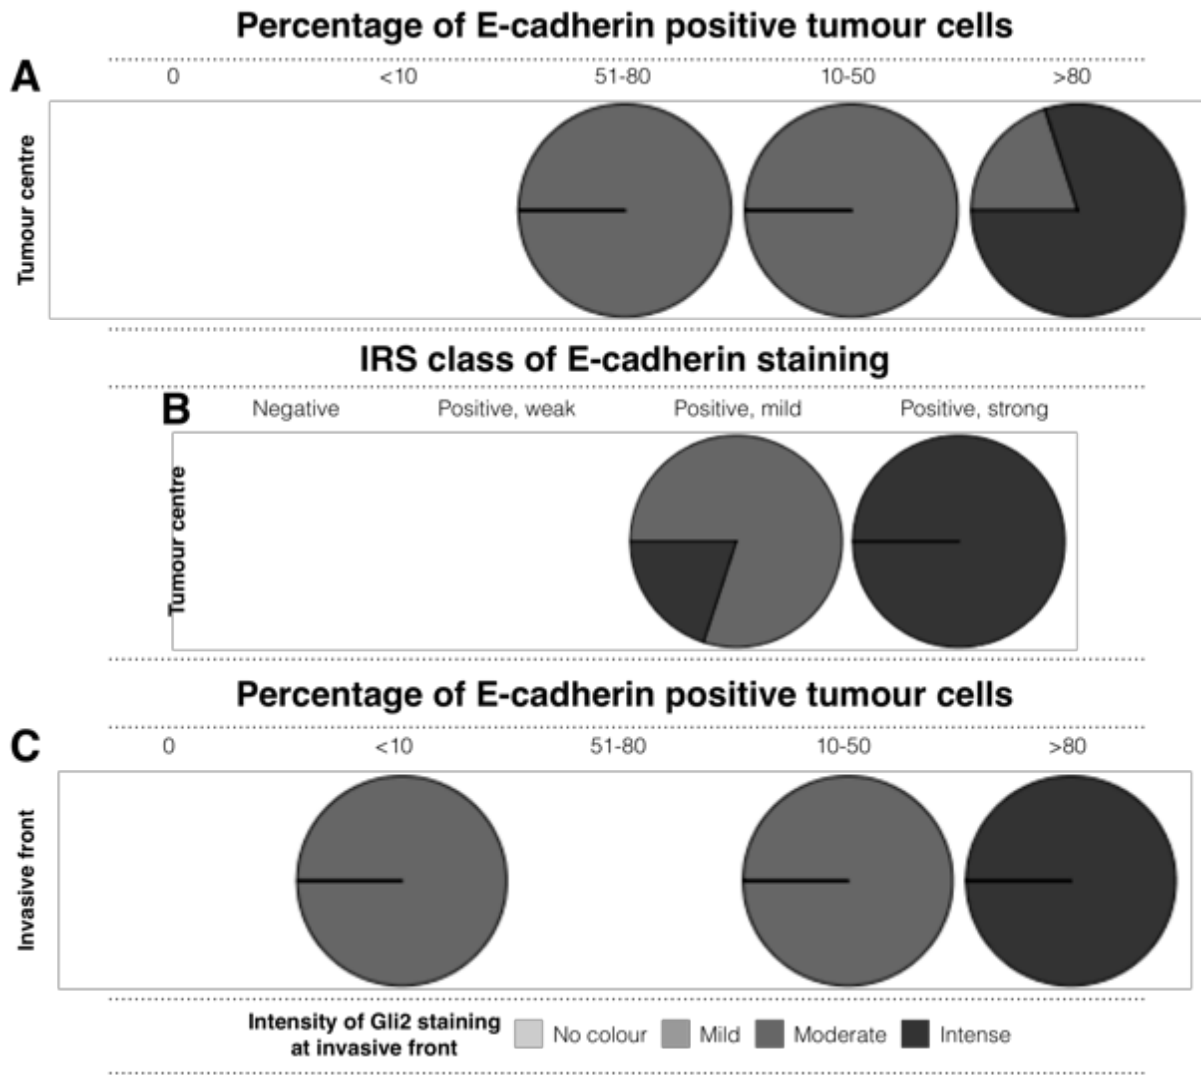 Percentage of E-cadherin positive tumour cells
A
0 <10 51-80 10-50 >80
Tumour centre
IRS class of E-cadherin staining
B
Negative Positive, weak Positive, mild Positive, strong
Tumour centre
Percentage of E-cadherin positive tumour cells
C
0 <10 51-80 10-50 >80
Invasive front
Intensity of Gli2 staining
at invasive front
No colour Mild Moderate Intense